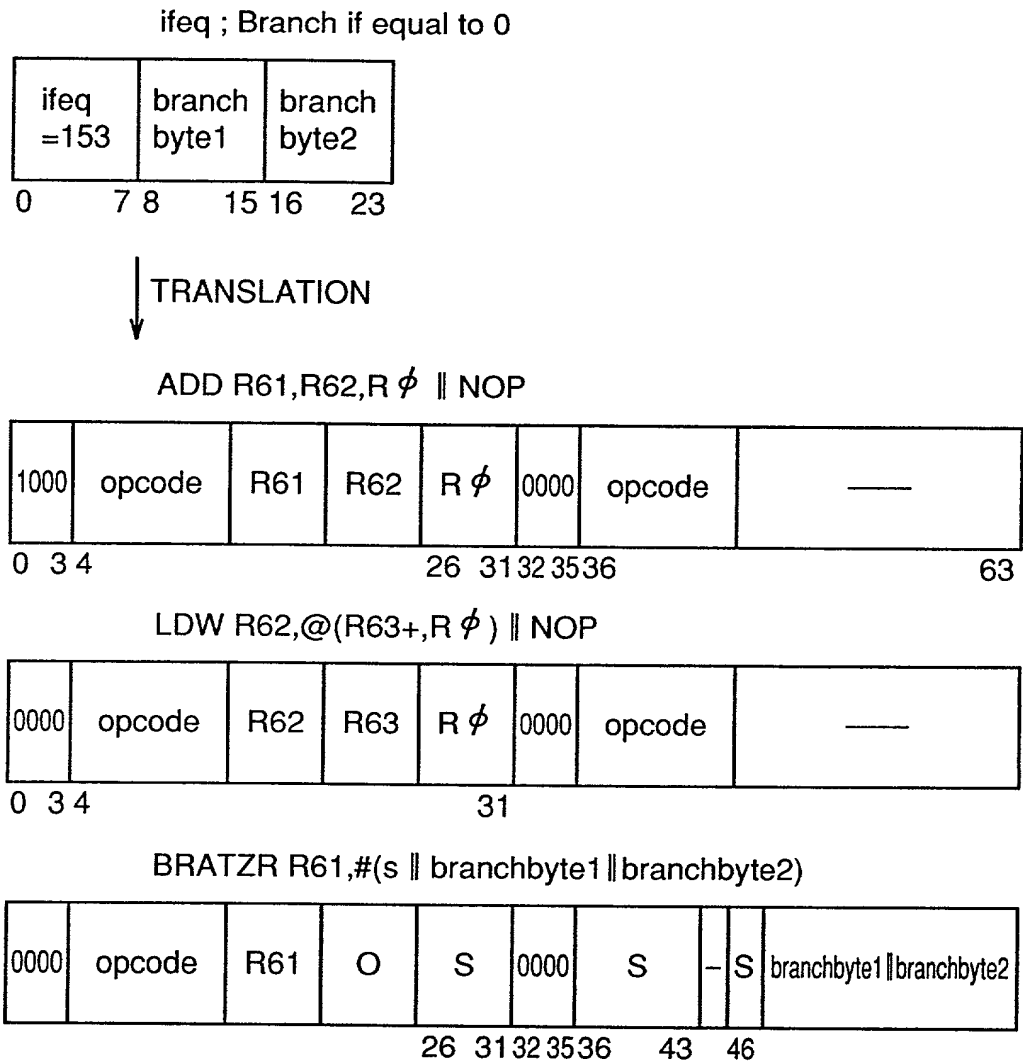 ifeq ; Branch if equal to 0
ifeq =153 branch byte1 branch byte2
0 7 8 15 16 23
TRANSLATION
ADD R61,R62,Rϕ ‖ NOP
1000 opcode R61 R62 Rϕ 0000 opcode —
0 3 4 26 31 32 35 36 63
LDW R62,@(R63+,Rϕ) ‖ NOP
0000 opcode R62 R63 Rϕ 0000 opcode —
0 3 4 31
BRATZR R61,#(s ‖ branchbyte1‖branchbyte2)
0000 opcode R61 O S 0000 S – S branchbyte1‖branchbyte2
26 31 32 35 36 43 46